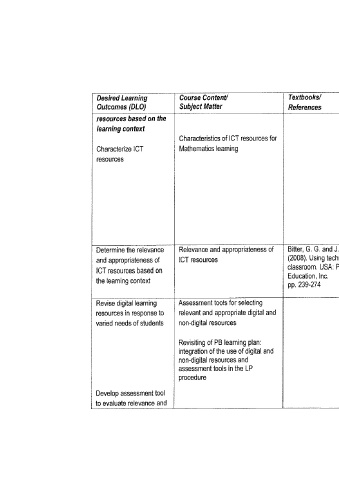 Desired Learning
Outcomes (DLO)
Course Content/
Subject Matter
Textbooks/
References
resources based on the
learning context
Characterize ICT
resources
Characteristics of ICT resources for
Mathematics learning
Determine the relevance
and appropriateness of
ICT resources based on
the learning context
Relevance and appropriateness of
ICT resources
Bitter, G. G. and J.
(2008). Using
classroom. USA:
Education, Inc.
pp. 239-274
Revise digital learning
resources in response to
varied needs of students
Assessment tools for selecting
relevant and appropriate digital and
non-digital resources
Revisiting of PB learning plan:
integration of the use of digital and
non-digital resources and
assessment tools in the LP
procedure
Develop assessment tool
to evaluate relevance and